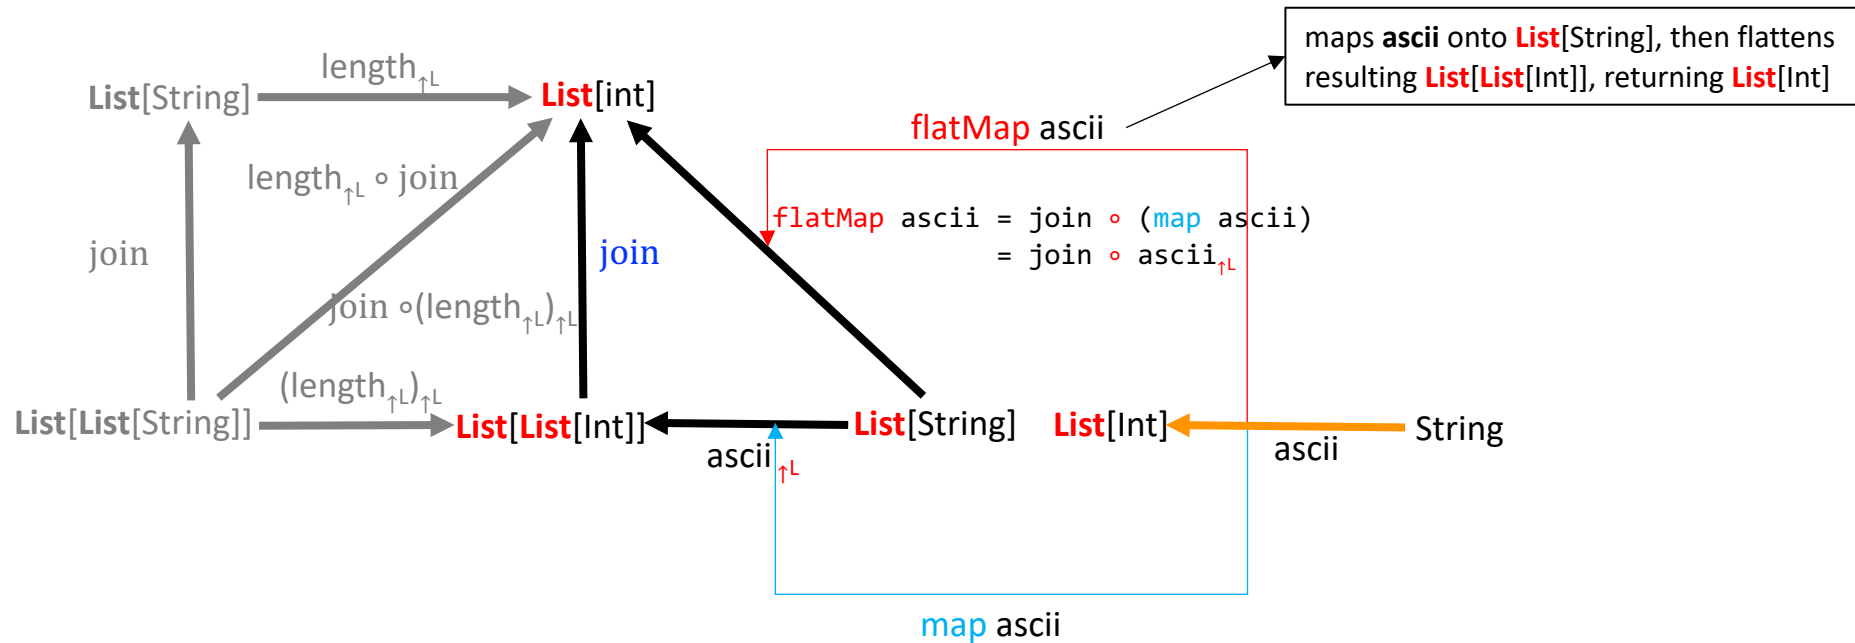 maps ascii onto List[String], then flattens
resulting List[List[Int]], returning List[Int]
length↑L
List[String]
List[int]
flatMap ascii
length↑L ∘ join
flatMap ascii = join ∘ (map ascii)
= join ∘ ascii↑L
join
join
join ∘(length↑L)↑L
(length↑L)↑L
List[List[String]]
List[List[Int]]
List[String]
List[Int]
String
ascii↑L
ascii
map ascii